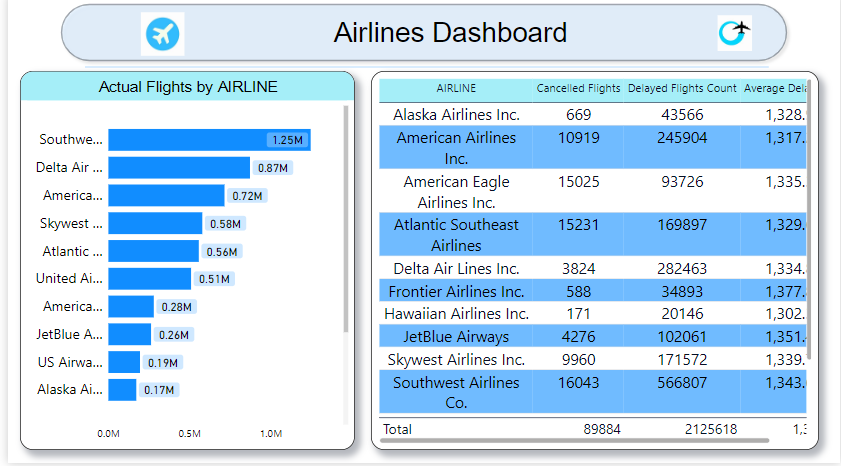 Airlines Dashboard
Actual Flights by AIRLINE
Southwe... 1.25M
Delta Air ... 0.87M
America... 0.72M
Skywest ... 0.58M
Atlantic ... 0.56M
United Ai... 0.51M
America... 0.28M
JetBlue A... 0.26M
US Airwa... 0.19M
Alaska Ai... 0.17M
0.0M 0.5M 1.0M
AIRLINE Cancelled Flights Delayed Flights Count Average Dela
Alaska Airlines Inc. 669 43566 1,328.
American Airlines 10919 245904 1,317.
Inc.
American Eagle 15025 93726 1,335.
Airlines Inc.
Atlantic Southeast 15231 169897 1,329.
Airlines
Delta Air Lines Inc. 3824 282463 1,334.
Frontier Airlines Inc. 588 34893 1,377.
Hawaiian Airlines Inc. 171 20146 1,302.
JetBlue Airways 4276 102061 1,351.
Skywest Airlines Inc. 9960 171572 1,339.
Southwest Airlines 16043 566807 1,343.
Co.
Total 89884 2125618 1,3